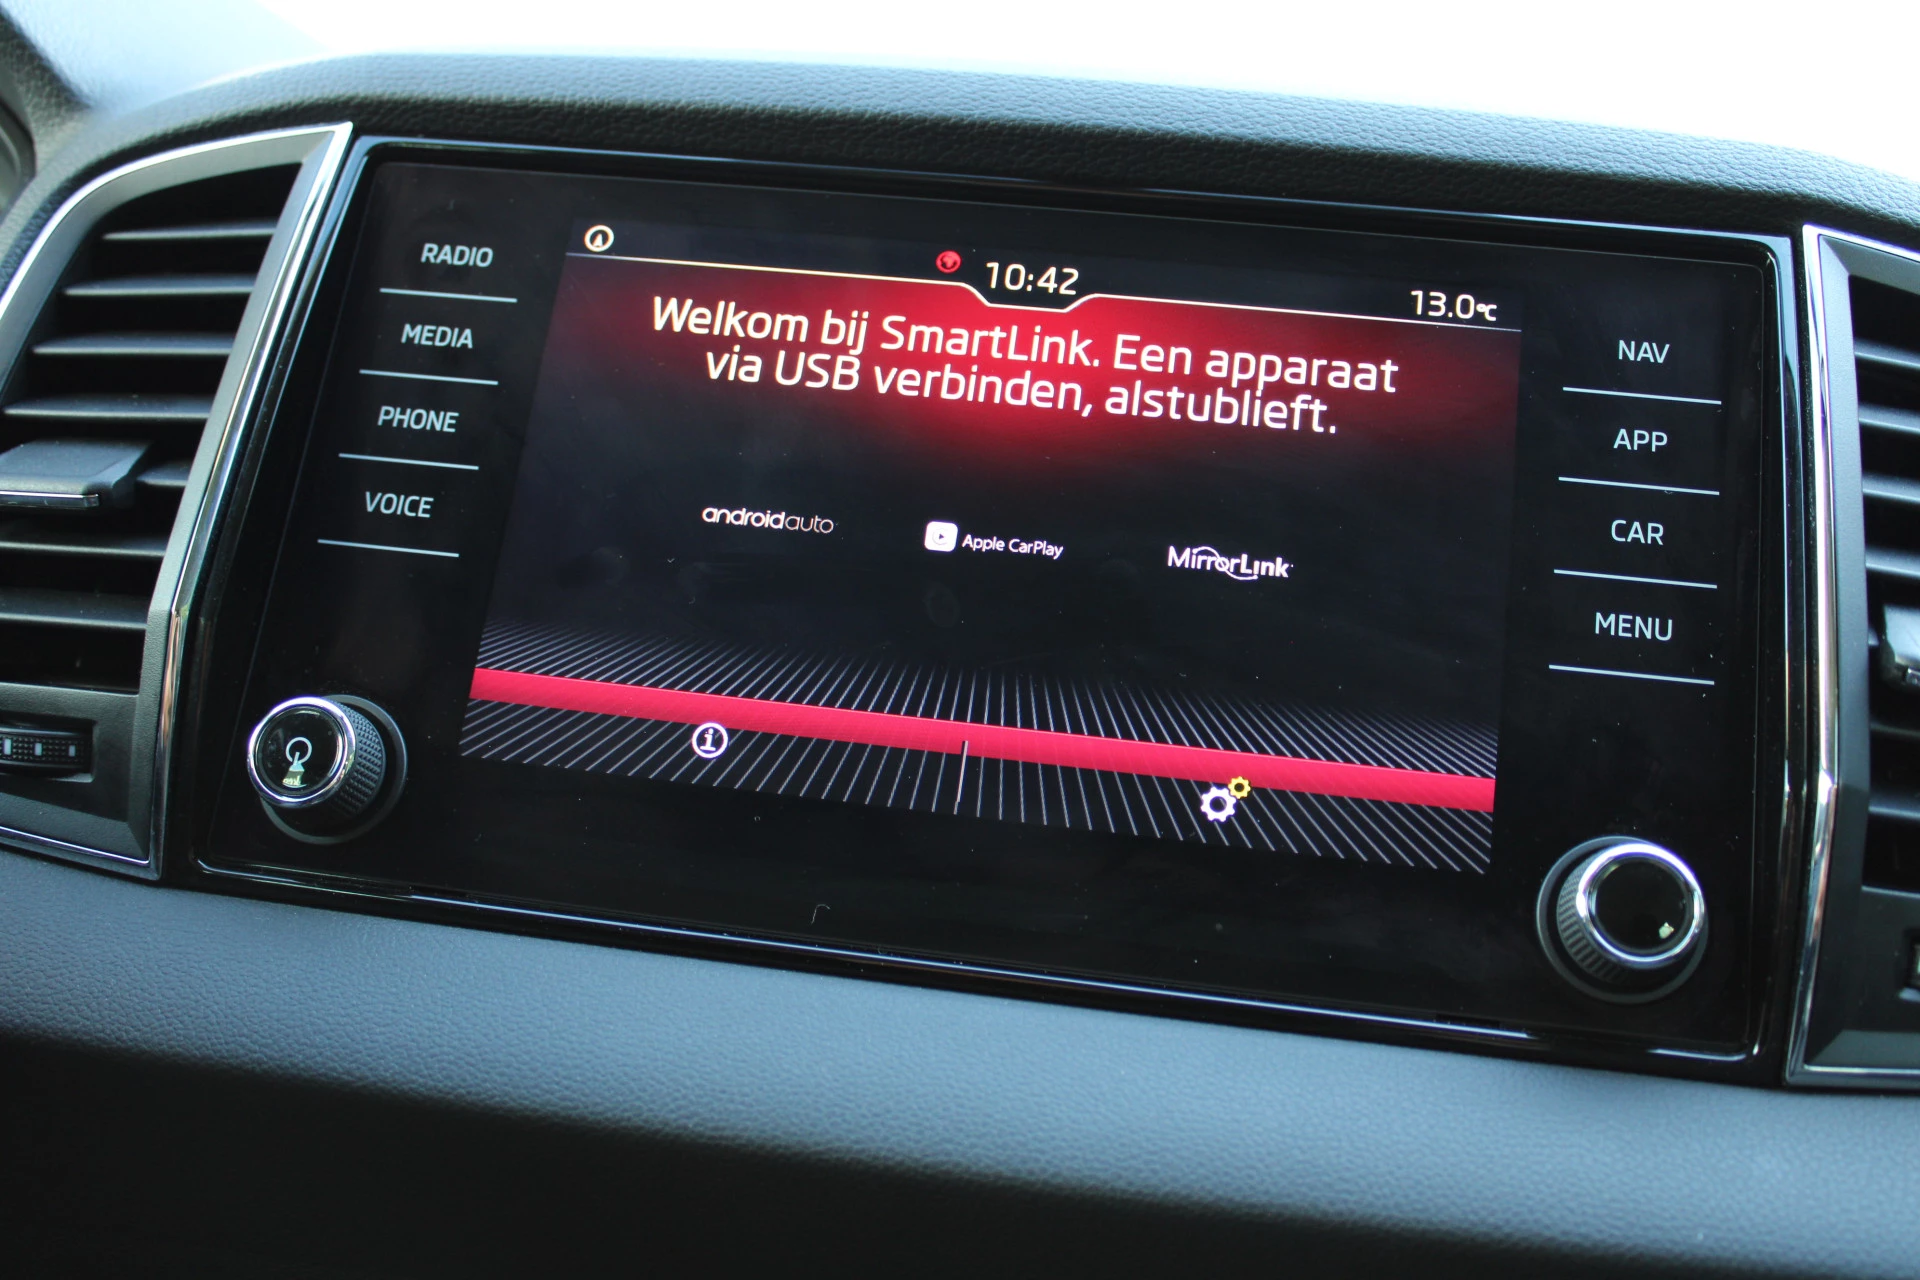 RADIO
MEDIA
PHONE
VOICE
10:42
13.0°C
Welkom bij SmartLink. Een apparaat
via USB verbinden, alstublieft.
androidauto
Apple CarPlay
MirrorLink
NAV
APP
CAR
MENU